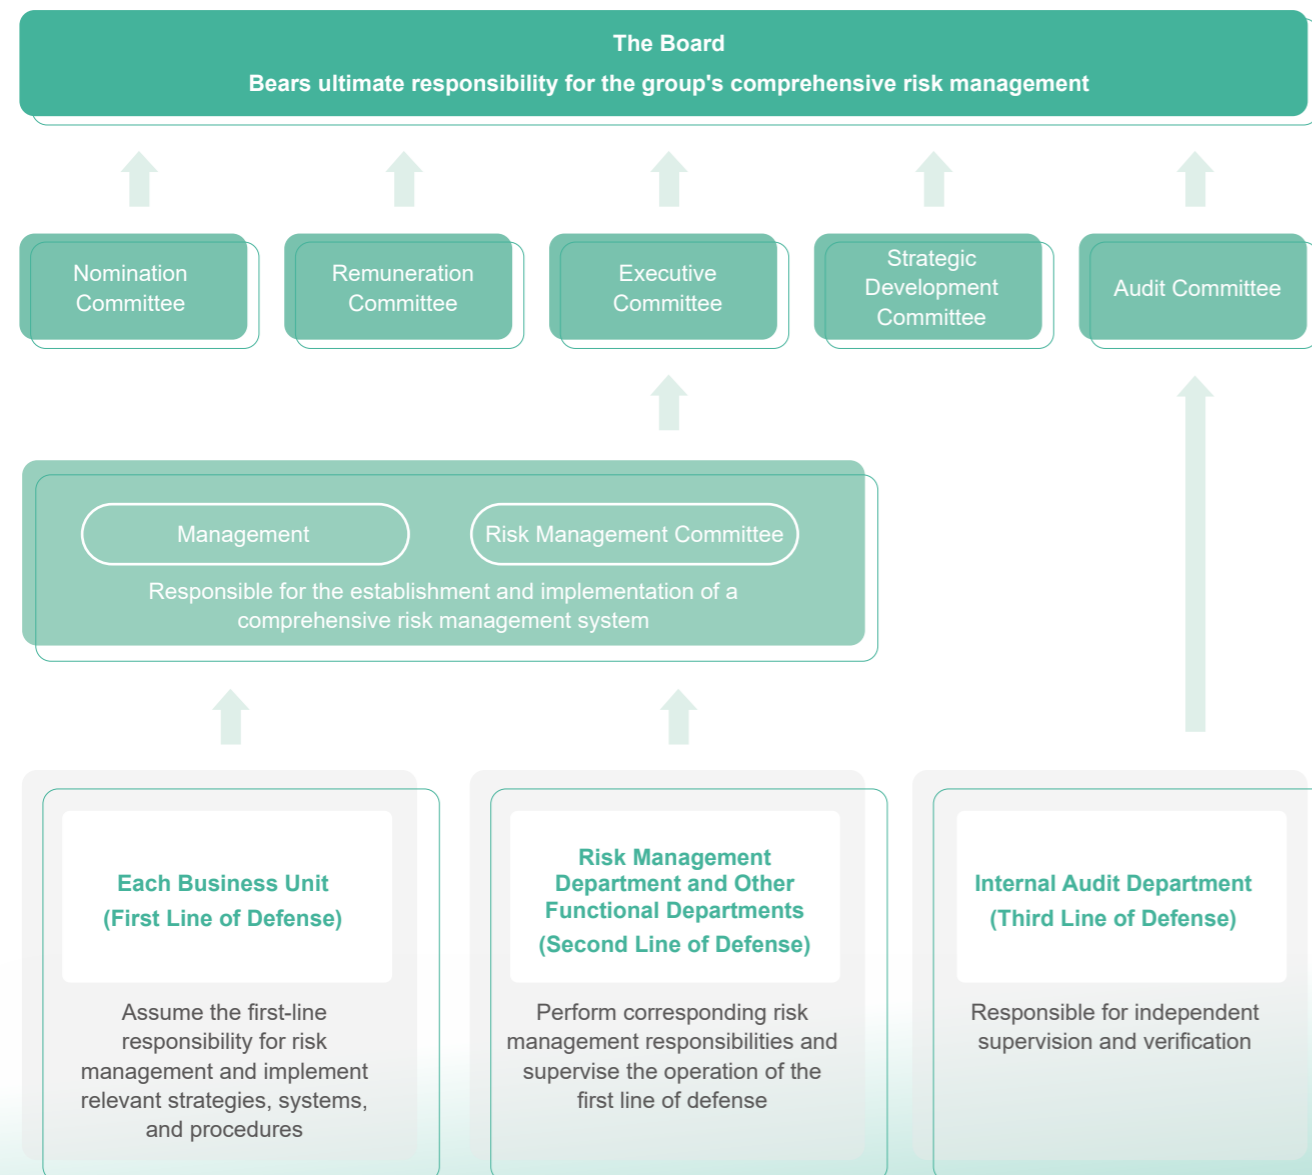 The Board
Bears ultimate responsibility for the group's comprehensive risk management
Nomination
Committee
Remuneration
Committee
Executive
Committee
Strategic
Development
Committee
Audit Committee
Management
Risk Management Committee
Responsible for the establishment and implementation of a
comprehensive risk management system
Each Business Unit
(First Line of Defense)
Assume the first-line
responsibility for risk
management and implement
relevant strategies, systems,
and procedures
Risk Management
Department and Other
Functional Departments
(Second Line of Defense)
Perform corresponding risk
management responsibilities and
supervise the operation of the
first line of defense
Internal Audit Department
(Third Line of Defense)
Responsible for independent
supervision and verification